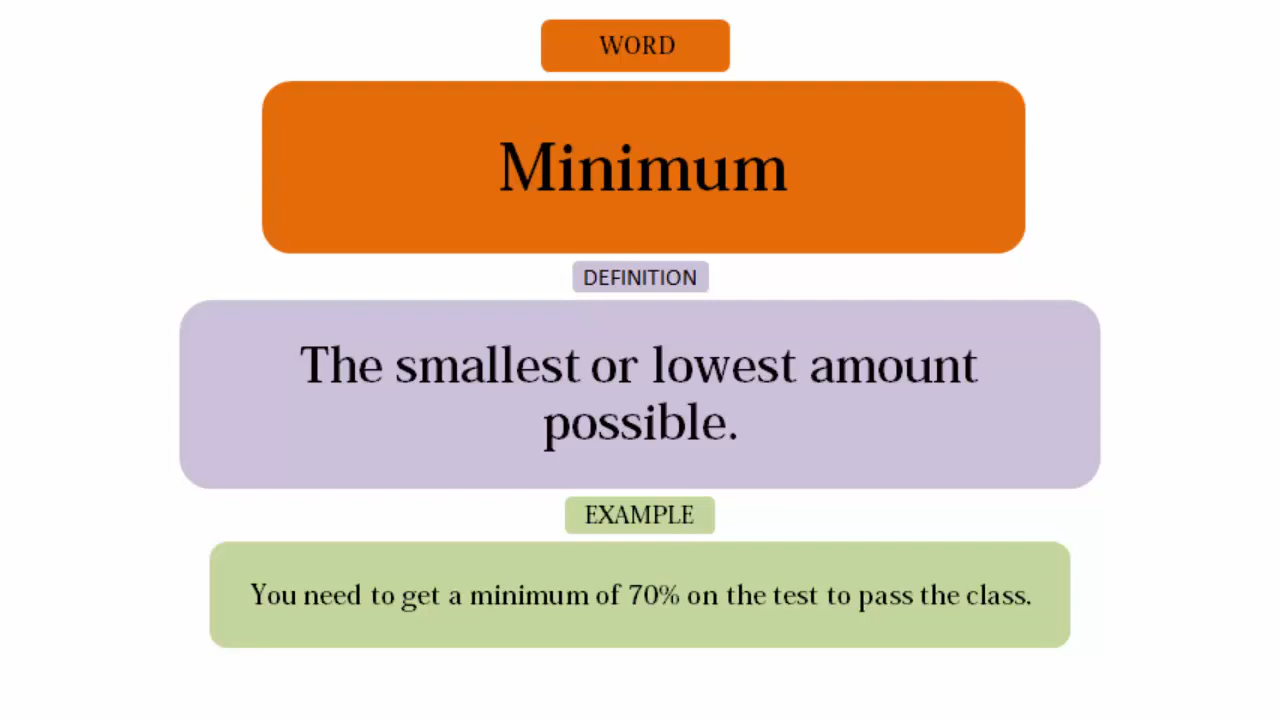 WORD
Minimum
DEFINITION
The smallest or lowest amount
possible.
EXAMPLE
You need to get a minimum of 70% on the test to pass the class.